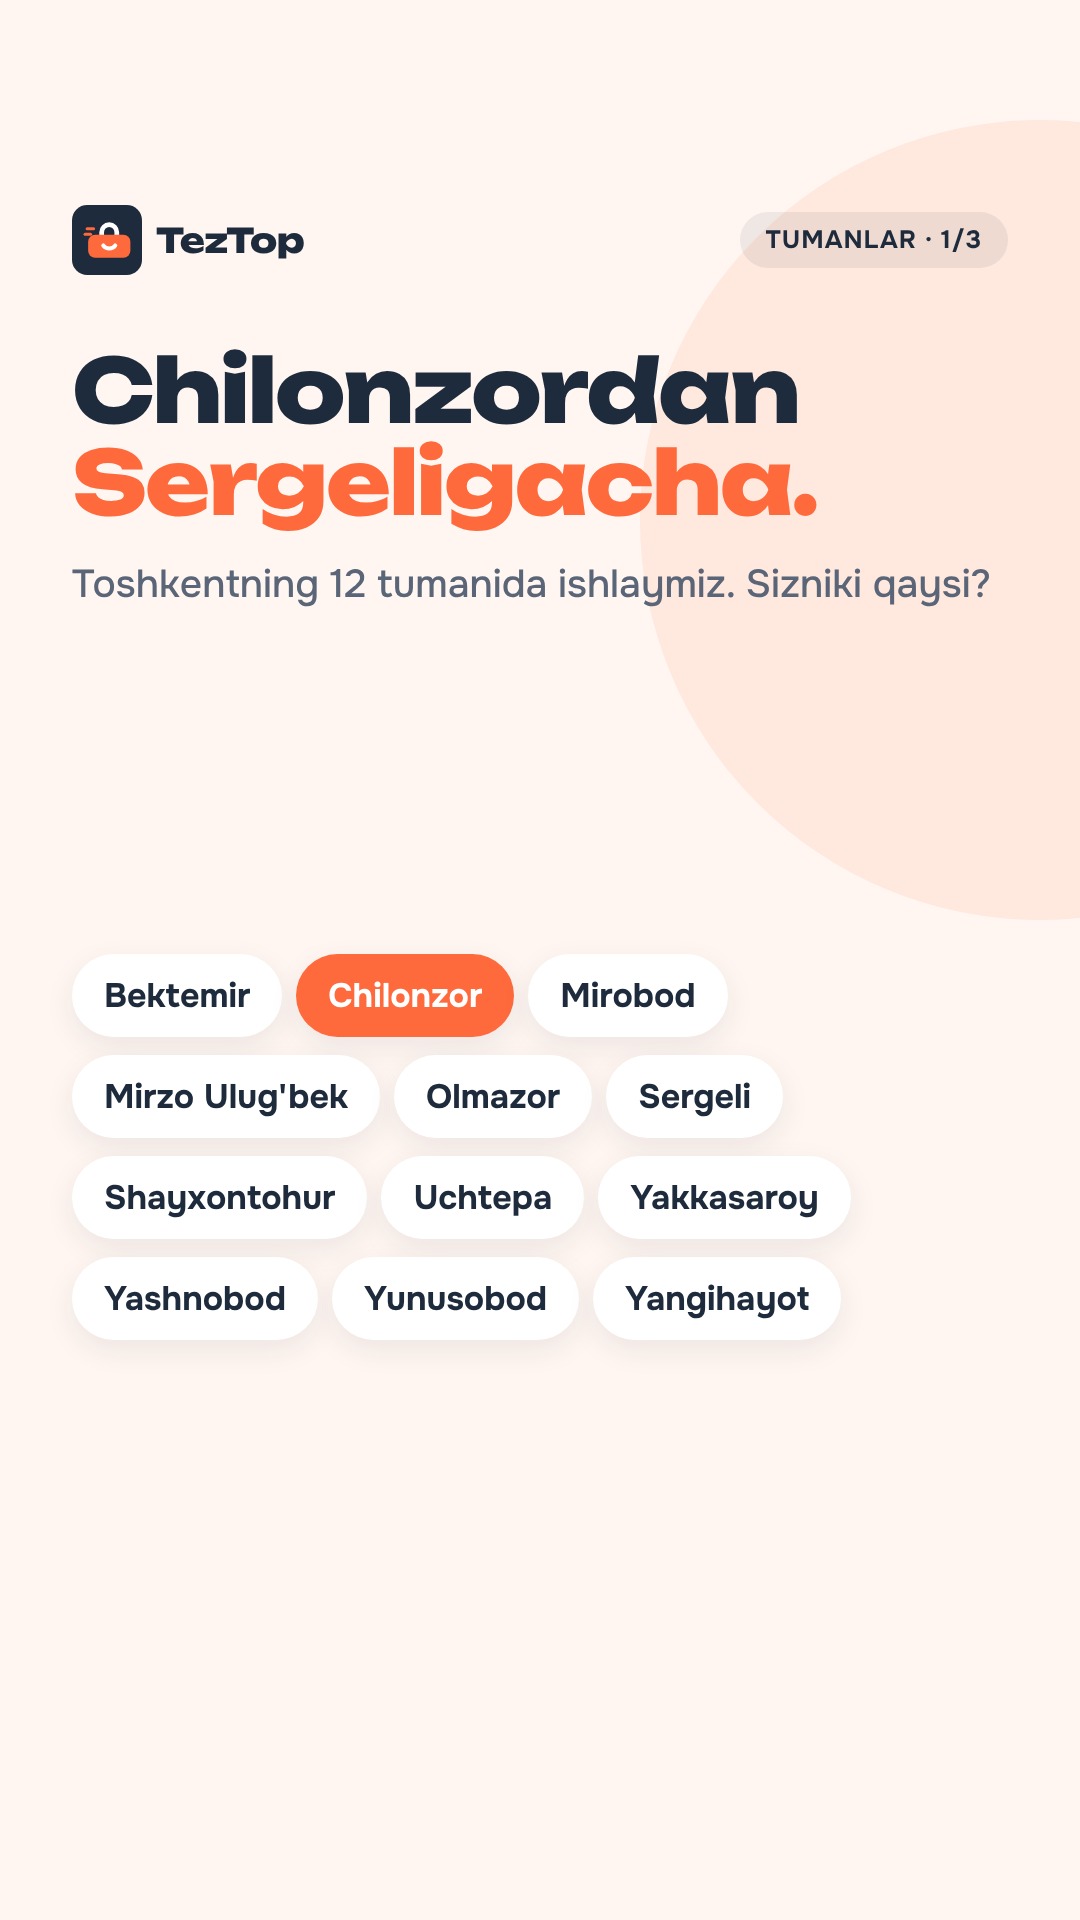 TezTop
TUMANLAR · 1/3
Chilonzordan
Sergeligacha.
Toshkentning 12 tumanida ishlaymiz. Sizniki qaysi?
Bektemir Chilonzor Mirobod
Mirzo Ulug'bek Olmazor Sergeli
Shayxontohur Uchtepa Yakkasaroy
Yashnobod Yunusobod Yangihayot